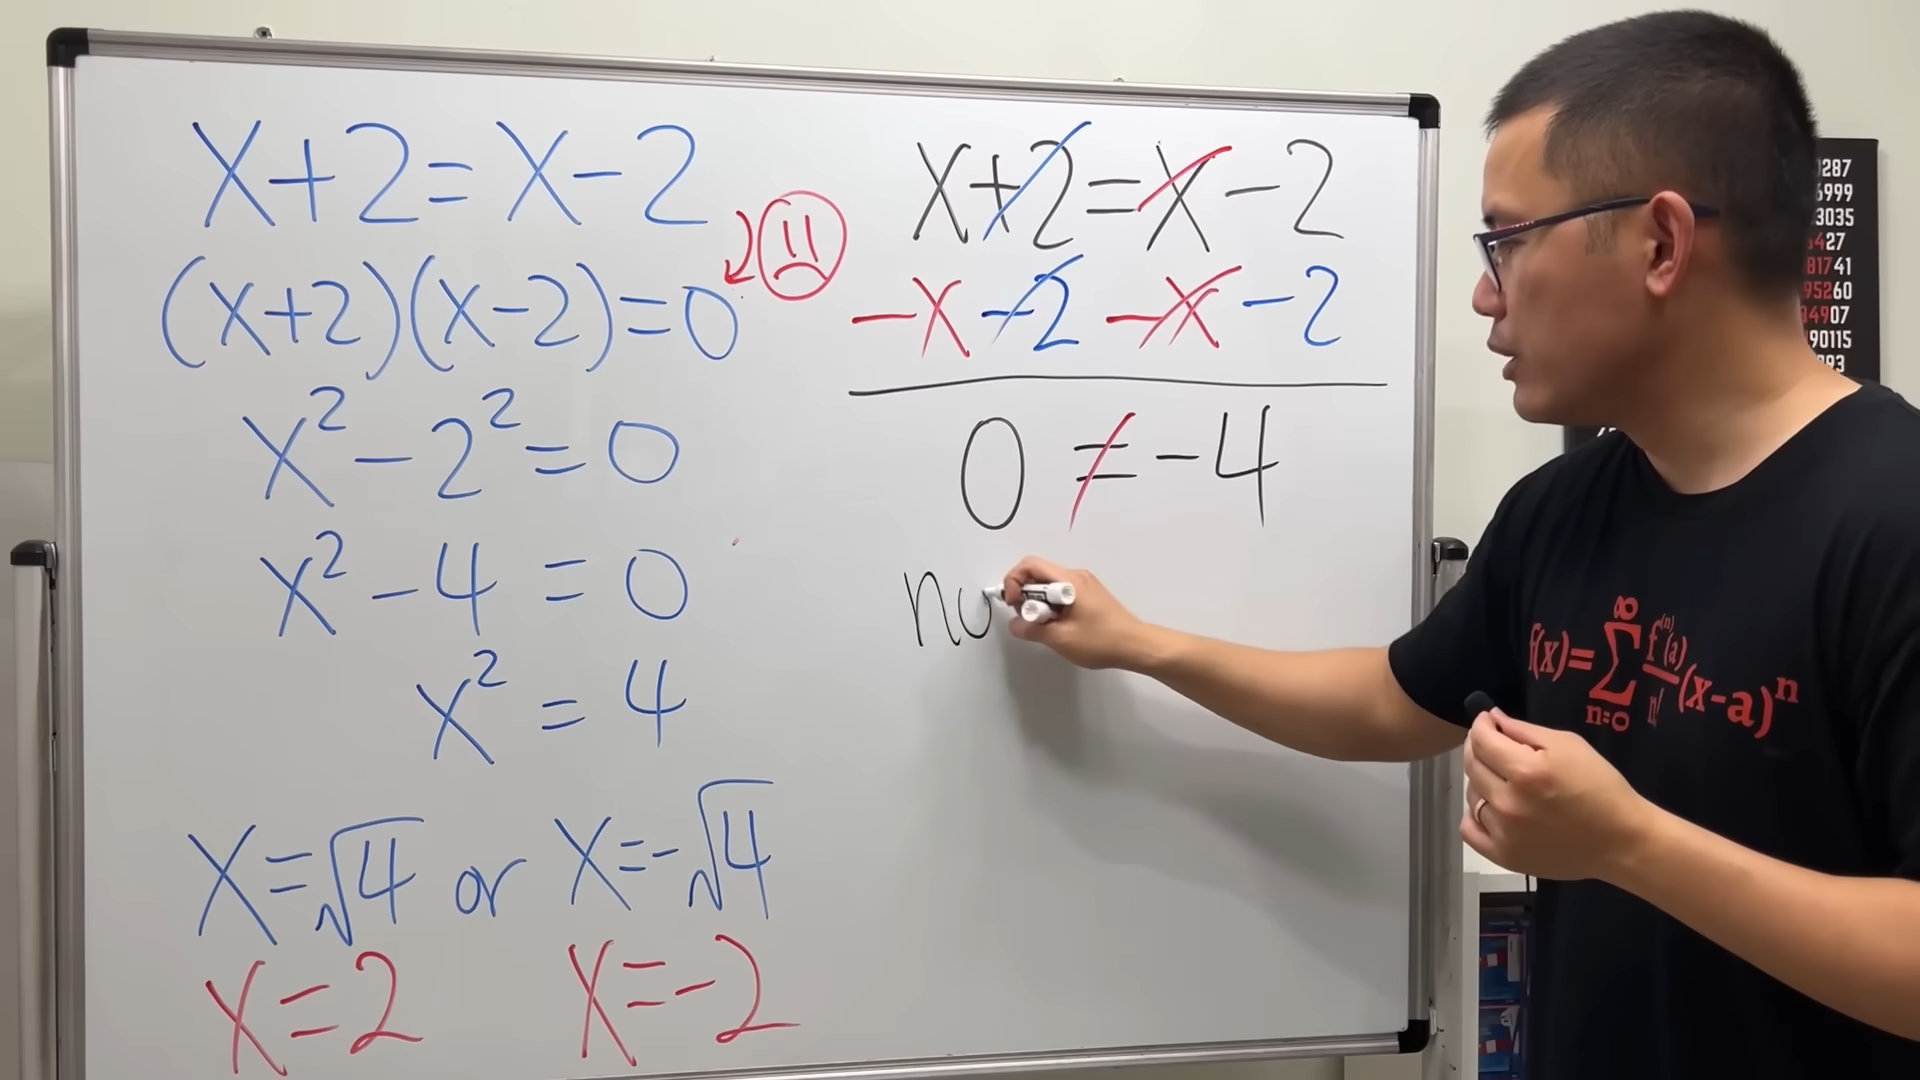 x+2=x-2
(x+2)(x-2)=0
x²-2²=0
x²-4=0
x²=4
x=√4 or x=-√4
x=2 x=-2
x+2=x-2
-x-2 -x-2
0≠-4
no
f(x)=∑n=0∞ f⁽ⁿ⁾(a)/n! (x-a)ⁿ